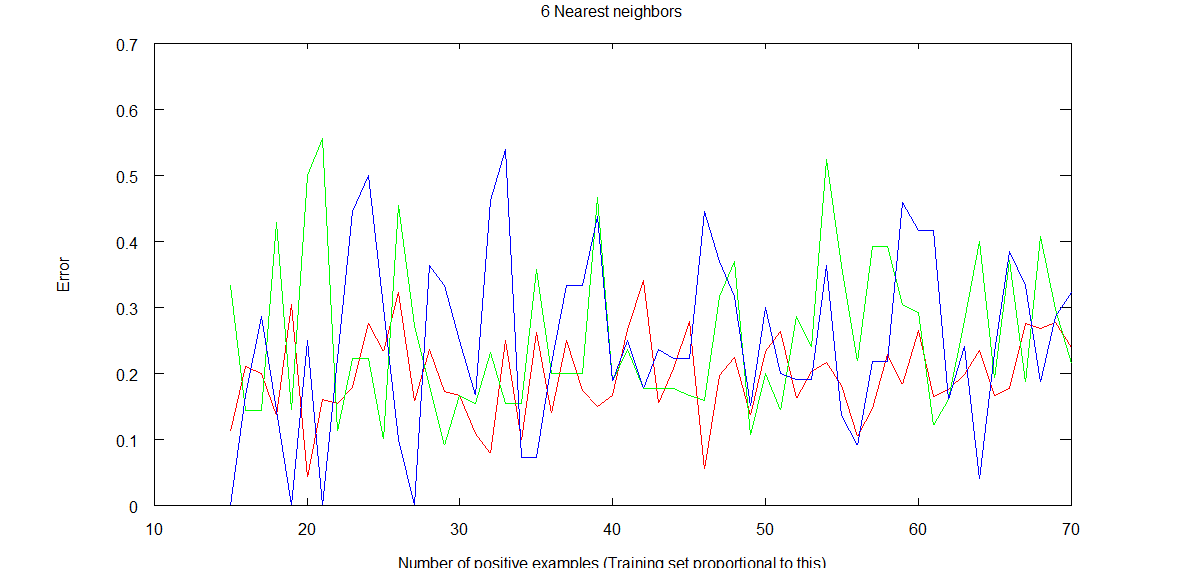 6 Nearest neighbors
0.7
0.6
0.5
0.4
0.3
0.2
0.1
0
Error
10 20 30 40 50 60 70
Number of positive examples (Training set proportional to this)